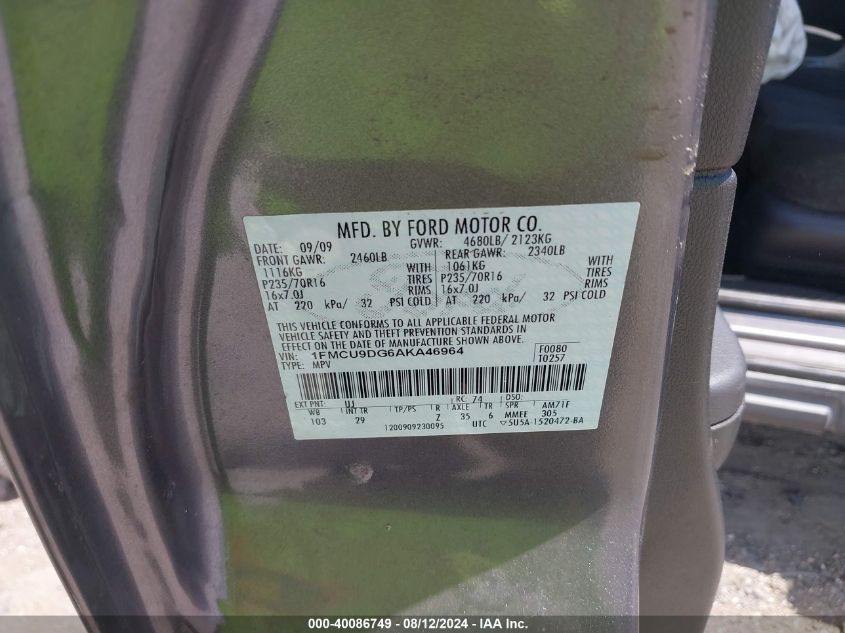 MFD. BY FORD MOTOR CO.
DATE: 09/09 GVWR: 4680LB/ 2123KG
FRONT GAWR: 2460LB REAR GAWR: 2340LB
1116KG WITH 1061KG WITH
P235/70R16 TIRES P235/70R16 TIRES
16x7.0J RIMS 16x7.0J RIMS
AT 220 kPa/ 32 PSI COLD AT 220 kPa/ 32 PSI COLD
THIS VEHICLE CONFORMS TO ALL APPLICABLE FEDERAL MOTOR
VEHICLE SAFETY AND THEFT PREVENTION STANDARDS IN
EFFECT ON THE DATE OF MANUFACTURE SHOWN ABOVE.
VIN: 1FMCU9DG6AKA46964 F0080
TYPE: MPV T0257
EXT PNT: UJ RC: 74 DSO:
WB INT TR TP/PS R AXLE TR SPR AM71F
103 29 Z 35 6 MMEE 305
1200909230095 UTC ▽5U5A-1520472-BA
000-40086749 - 08/12/2024 - IAAI.com